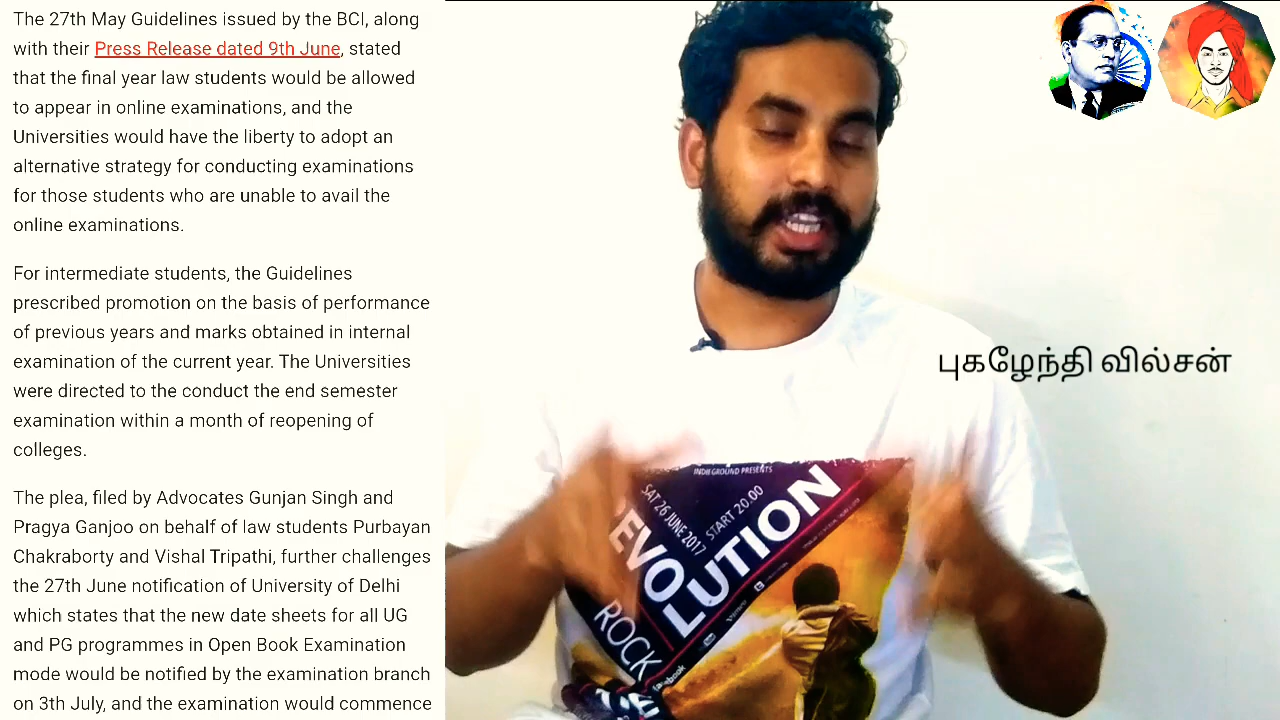 The 27th May Guidelines issued by the BCI, along
with their Press Release dated 9th June, stated
that the final year law students would be allowed
to appear in online examinations, and the
Universities would have the liberty to adopt an
alternative strategy for conducting examinations
for those students who are unable to avail the
online examinations.
For intermediate students, the Guidelines
prescribed promotion on the basis of performance
of previous years and marks obtained in internal
examination of the current year. The Universities
were directed to the conduct the end semester
examination within a month of reopening of
colleges.
The plea, filed by Advocates Gunjan Singh and
Pragya Ganjoo on behalf of law students Purbayan
Chakraborty and Vishal Tripathi, further challenges
the 27th June notification of University of Delhi
which states that the new date sheets for all UG
and PG programmes in Open Book Examination
mode would be notified by the examination branch
on 3th July, and the examination would commence
புகழேந்தி வில்சன்
INDIE GROUND PRESENTS
SAT 26 JUNE 2017
START 20.00
EVO
LUTION
ROCK